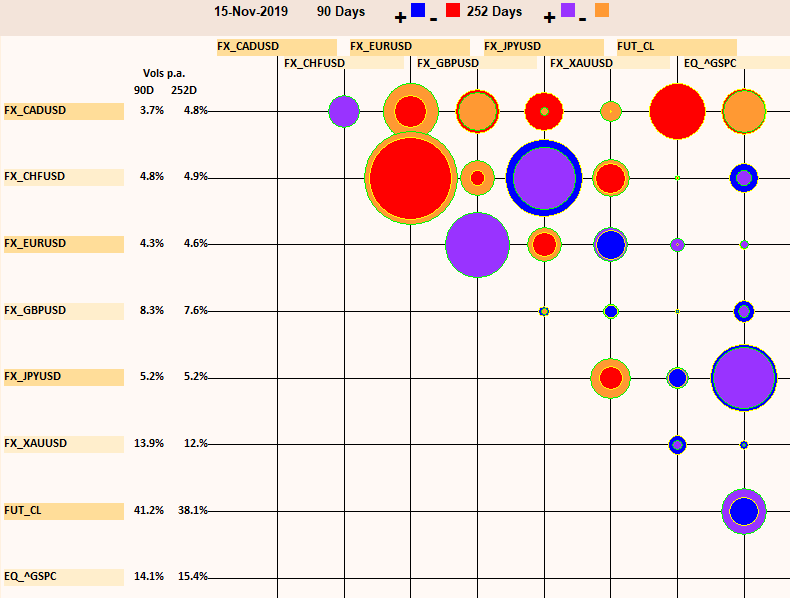 15-Nov-2019 90 Days + - 252 Days + -
FX_CADUSD FX_EURUSD FX_JPYUSD FUT_CL
FX_CHFUSD FX_GBPUSD FX_XAUUSD EQ_^GSPC
Vols p.a.
90D 252D
FX_CADUSD 3.7% 4.8%
FX_CHFUSD 4.8% 4.9%
FX_EURUSD 4.3% 4.6%
FX_GBPUSD 8.3% 7.6%
FX_JPYUSD 5.2% 5.2%
FX_XAUUSD 13.9% 12.%
FUT_CL 41.2% 38.1%
EQ_^GSPC 14.1% 15.4%